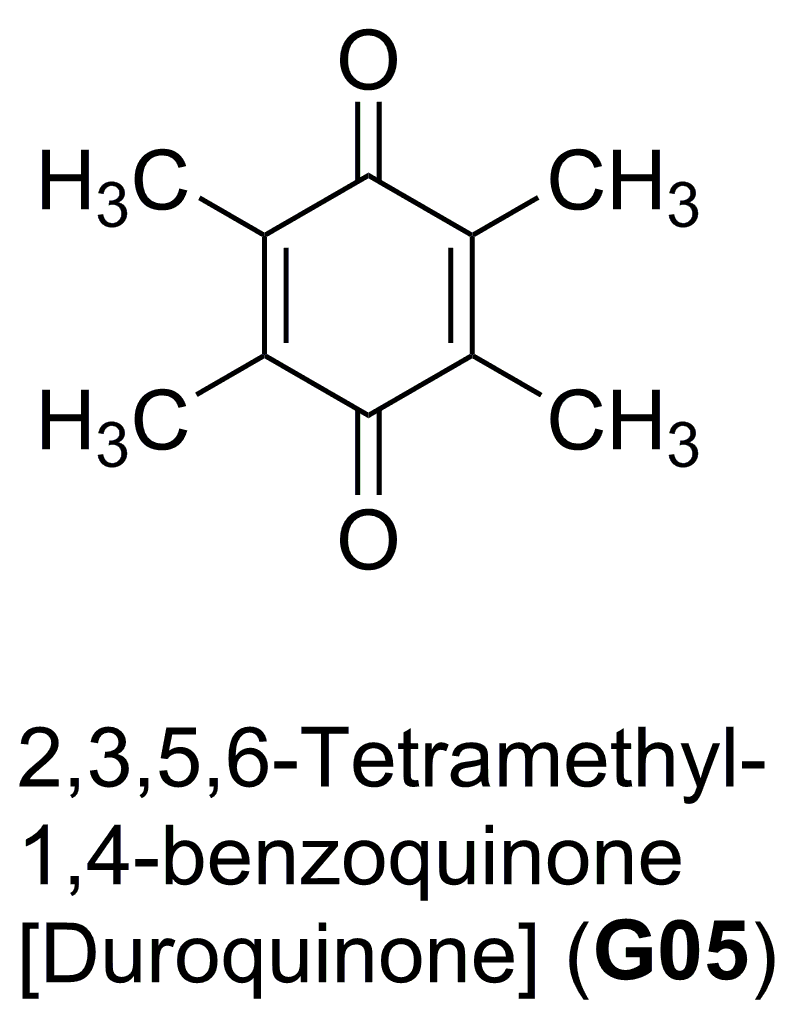 O
H₃C CH₃
H₃C CH₃
O
2,3,5,6-Tetramethyl-
1,4-benzoquinone
[Duroquinone] (G05)